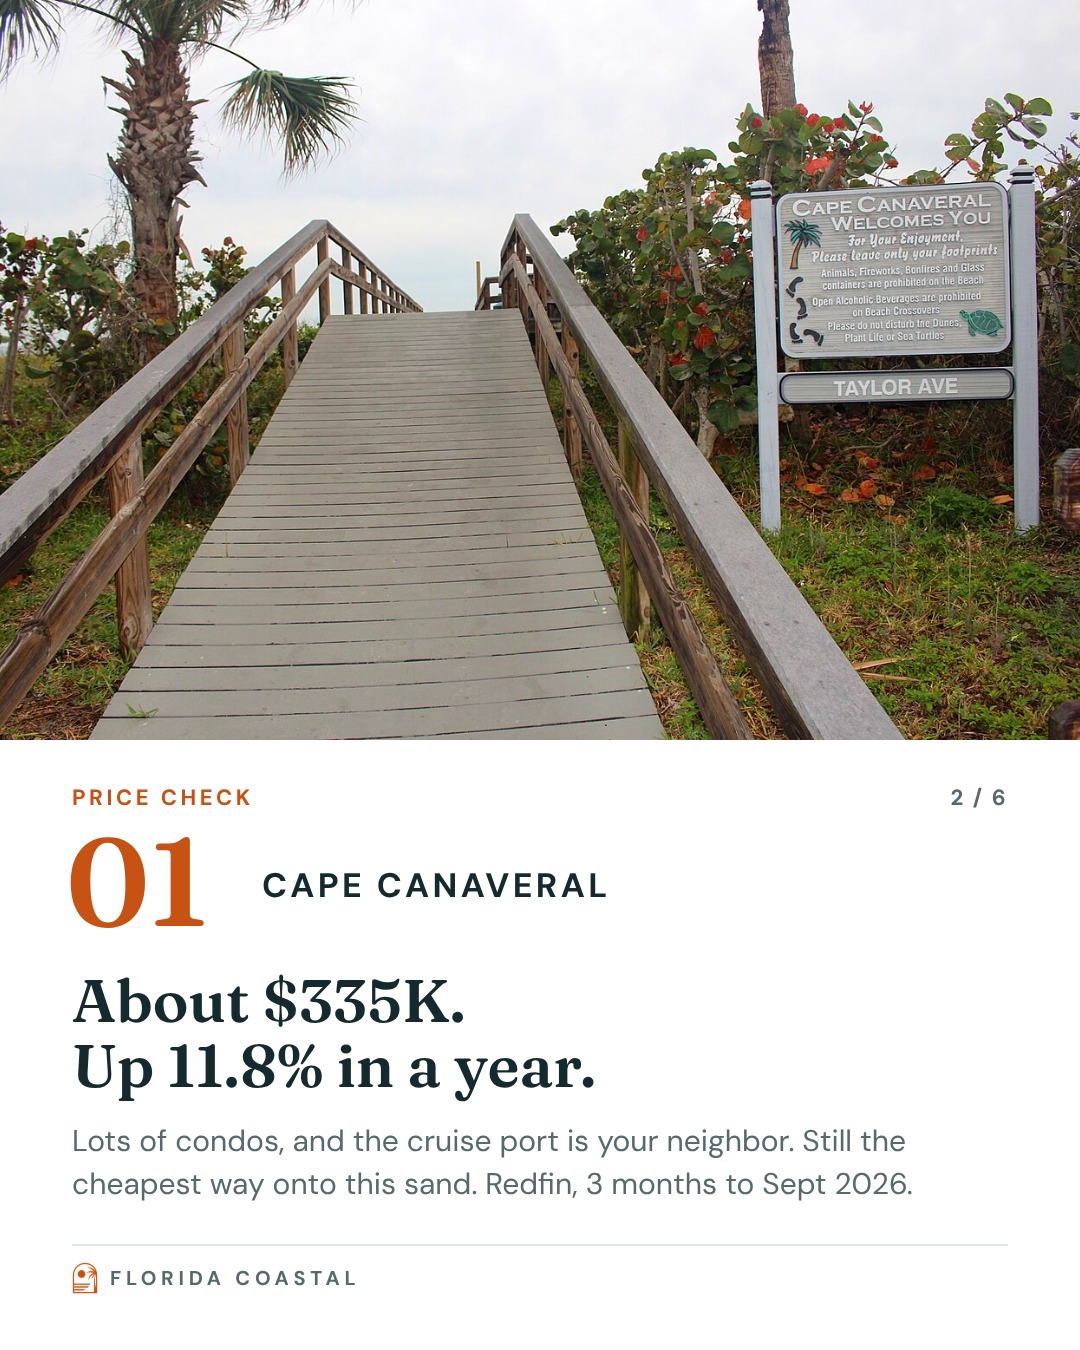 CAPE CANAVERAL
WELCOMES YOU
For Your Enjoyment,
Please leave only your footprints
Animals, Fireworks, Bonfires and Glass
containers are prohibited on the Beach
Open Alcoholic Beverages are prohibited
on Beach Crossovers
Please do not disturb the Dunes,
Plant Life or Sea Turtles
TAYLOR AVE
PRICE CHECK
2 / 6
01
CAPE CANAVERAL
About $335K.
Up 11.8% in a year.
Lots of condos, and the cruise port is your neighbor. Still the
cheapest way onto this sand. Redfin, 3 months to Sept 2026.
FLORIDA COASTAL